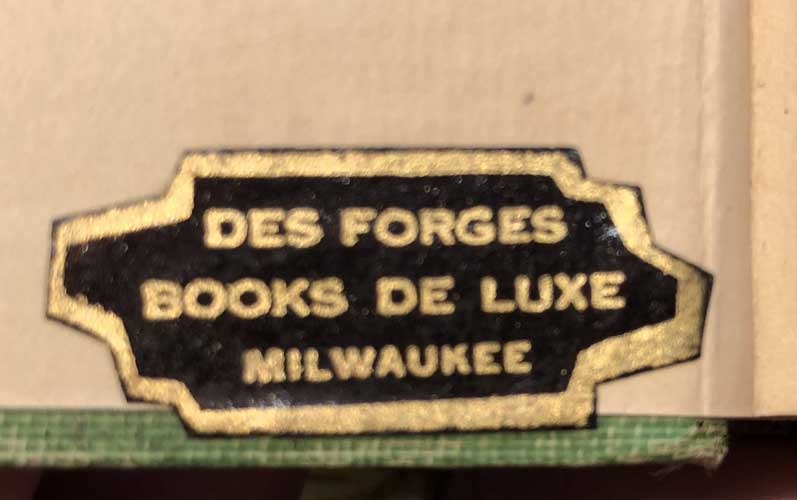 DES FORGES
BOOKS DE LUXE
MILWAUKEE